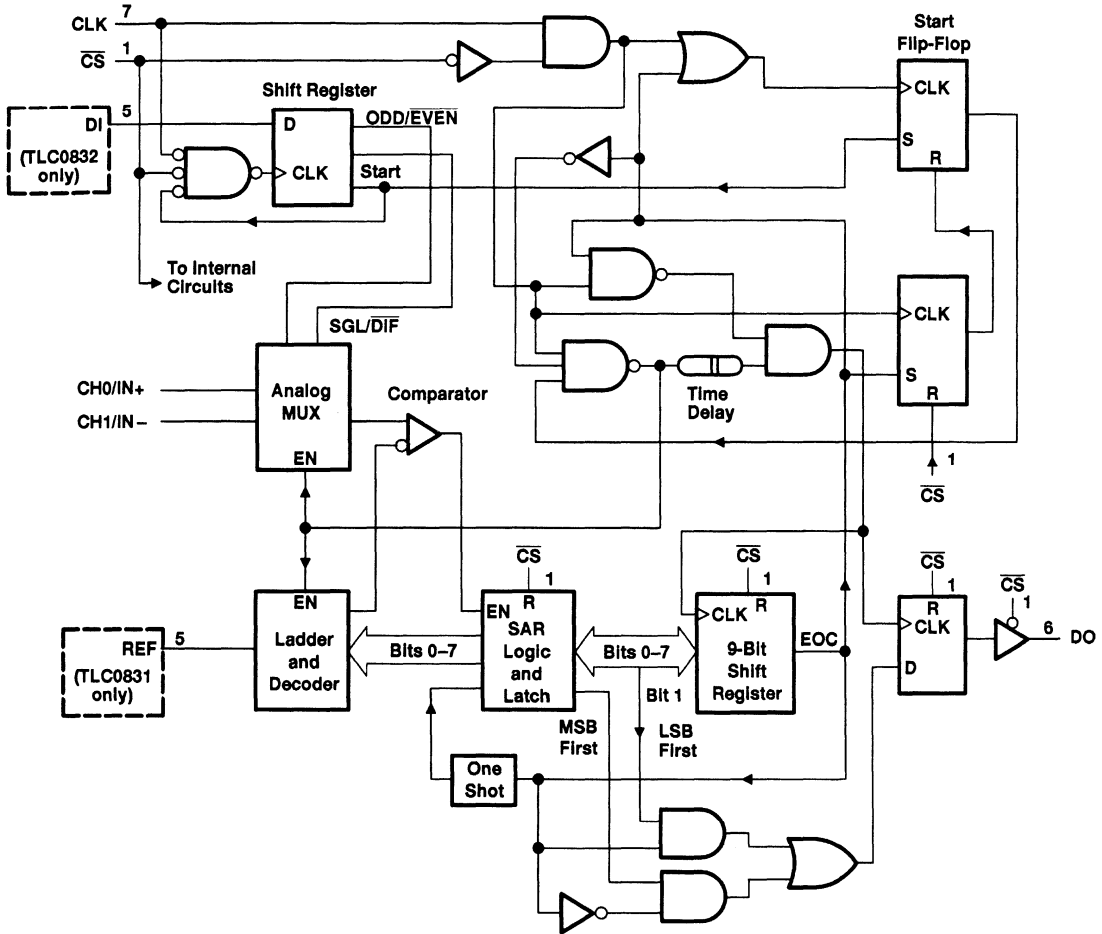 CLK 7
CS 1
DI 5
(TLC0832
only)
Shift Register
D
CLK
ODD/EVEN
Start
To Internal
Circuits
SGL/DIF
Start
Flip-Flop
CLK
S
R
CLK
S
R
1
CS
Time
Delay
CH0/IN+
CH1/IN–
Analog
MUX
EN
Comparator
REF 5
(TLC0831
only)
EN
Ladder
and
Decoder
Bits 0–7
CS
1
R
EN
SAR
Logic
and
Latch
Bits 0–7
Bit 1
MSB
First
LSB
First
CS
1
R
CLK
9-Bit
Shift
Register
EOC
CS
1
R
CLK
D
CS
1
6 DO
One
Shot